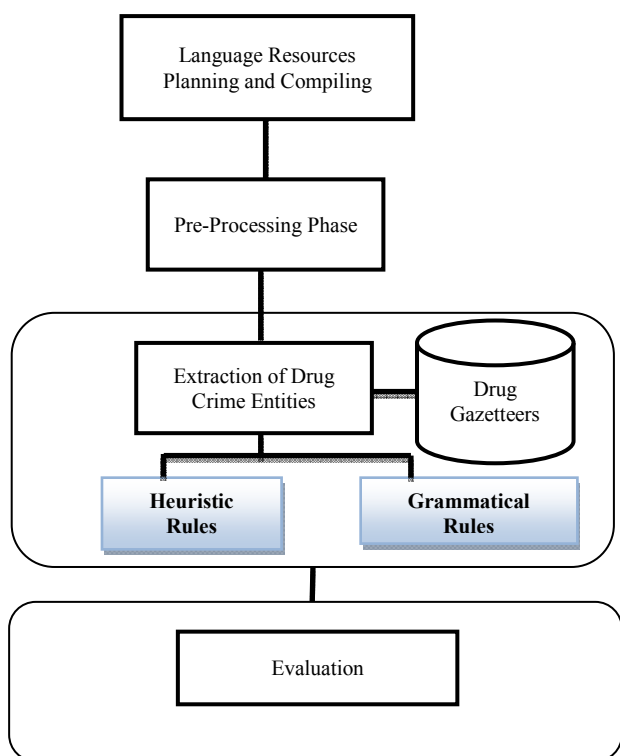 Language Resources
Planning and Compiling
Pre-Processing Phase
Extraction of Drug
Crime Entities
Drug
Gazetteers
Heuristic
Rules
Grammatical
Rules
Evaluation